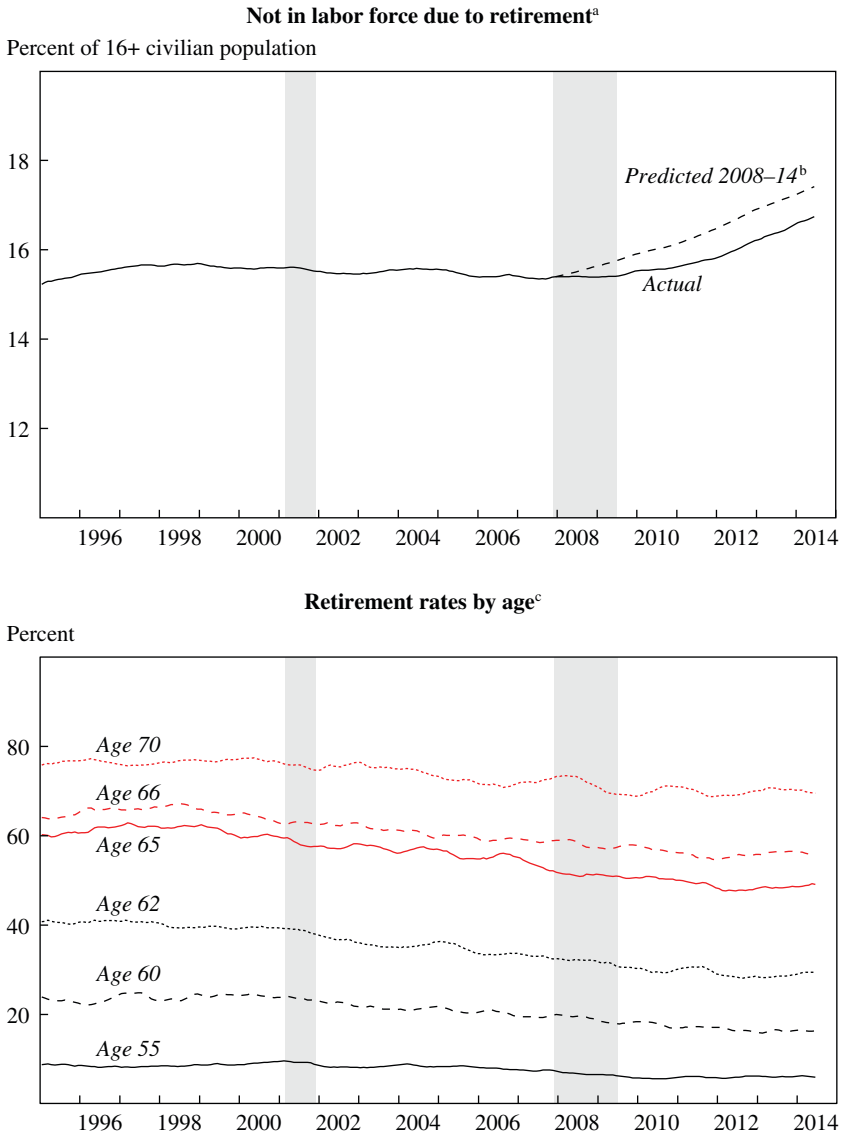 Not in labor force due to retirementᵃ
Percent of 16+ civilian population
18
Predicted 2008–14ᵇ
16
Actual
14
12
1996 1998 2000 2002 2004 2006 2008 2010 2012 2014
Retirement rates by ageᶜ
Percent
80
Age 70
Age 66
60
Age 65
40
Age 62
Age 60
20
Age 55
1996 1998 2000 2002 2004 2006 2008 2010 2012 2014